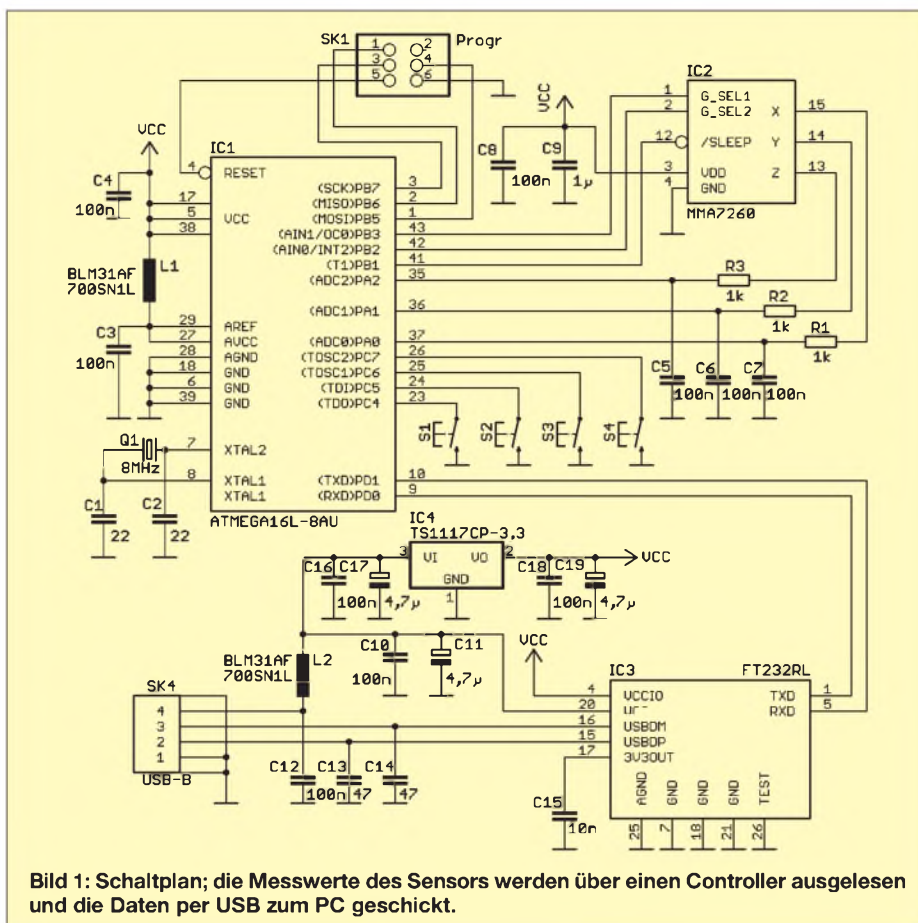 SK1
Progr
1 2
3 4
5 6
VCC
C4
100n
IC1
4 RESET
17
5 VCC
38
BLM31AF
700SN1L
L1
C3
100n
29 AREF
27 AVCC
28 AGND
18 GND
6 GND
39 GND
Q1
8MHz
7 XTAL2
8 XTAL1
XTAL1
C1
22
C2
22
ATMEGA16L-8AU
(SCK)PB7 3
(MISO)PB6 2
(MOSI)PB5 1
(AIN1/OC0)PB3 43
(AIN0/INT2)PB2 42
(T1)PB1 41
(ADC2)PA2 35
(ADC1)PA1 36
(ADC0)PA0 37
(TOSC2)PC7 26
(TOSC1)PC6 25
(TDI)PC5 24
(TDO)PC4 23
(TXD)PD1 10
(RXD)PD0 9
VCC
C8
100n
C9
1µ
IC2
1 G_SEL1
2 G_SEL2
12 /SLEEP
3 VDD
4 GND
X 15
Y 14
Z 13
MMA7260
R3
1k
R2
1k
R1
1k
C5
100n
C6
100n
C7
100n
S1
S2
S3
S4
IC4
TS1117CP-3.3
3 VI
VO 2
GND
1
C16
100n
C17
4,7µ
C18
100n
C19
4,7µ
VCC
BLM31AF
700SN1L
L2
C10
100n
C11
4,7µ
SK4
4
3
2
1
USB-B
C12
100n
C13
47
C14
47
VCC
IC3
FT232RL
4 VCCIO
20 VCC
16 USBDM
15 USBDP
17 3V3OUT
TXD 1
RXD 5
C15
10n
AGND GND GND GND TEST
25 7 18 21 26
Bild 1: Schaltplan; die Messwerte des Sensors werden über einen Controller ausgelesen
und die Daten per USB zum PC geschickt.